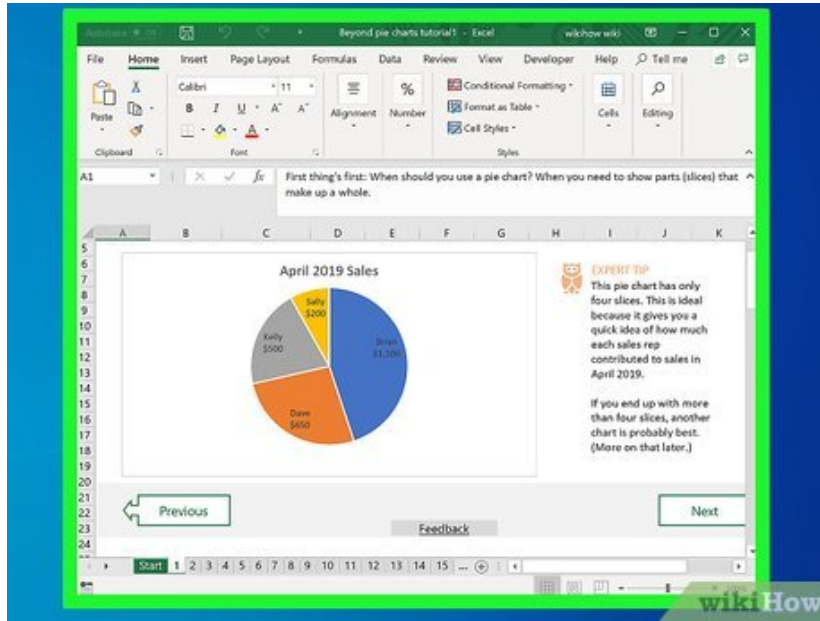 Beyond pie charts tutorial1 - Excel
wikihow wiki
File Home Insert Page Layout Formulas Data Review View Developer Help Tell me
Paste
Calibri 11
B I U A A
A
Alignment
%
Number
Conditional Formatting
Format as Table
Cell Styles
Cells
Editing
Clipboard Font Styles
A1
fx
First thing's first: When should you use a pie chart? When you need to show parts (slices) that
make up a whole.
A B C D E F G H I J K
5
6
7
8
9
10
11
12
13
14
15
16
17
18
19
20
21
22
23
24
April 2019 Sales
Sally
$200
Kelly
$500
Brian
Dave
$650
EXPERT TIP
This pie chart has only
four slices. This is ideal
because it gives you a
quick idea of how much
each sales rep
contributed to sales in
April 2019.
If you end up with more
than four slices, another
chart is probably best.
(More on that later.)
Previous
Next
Feedback
Start 1 2 3 4 5 6 7 8 9 10 11 12 13 14 15 ...
wikiHow